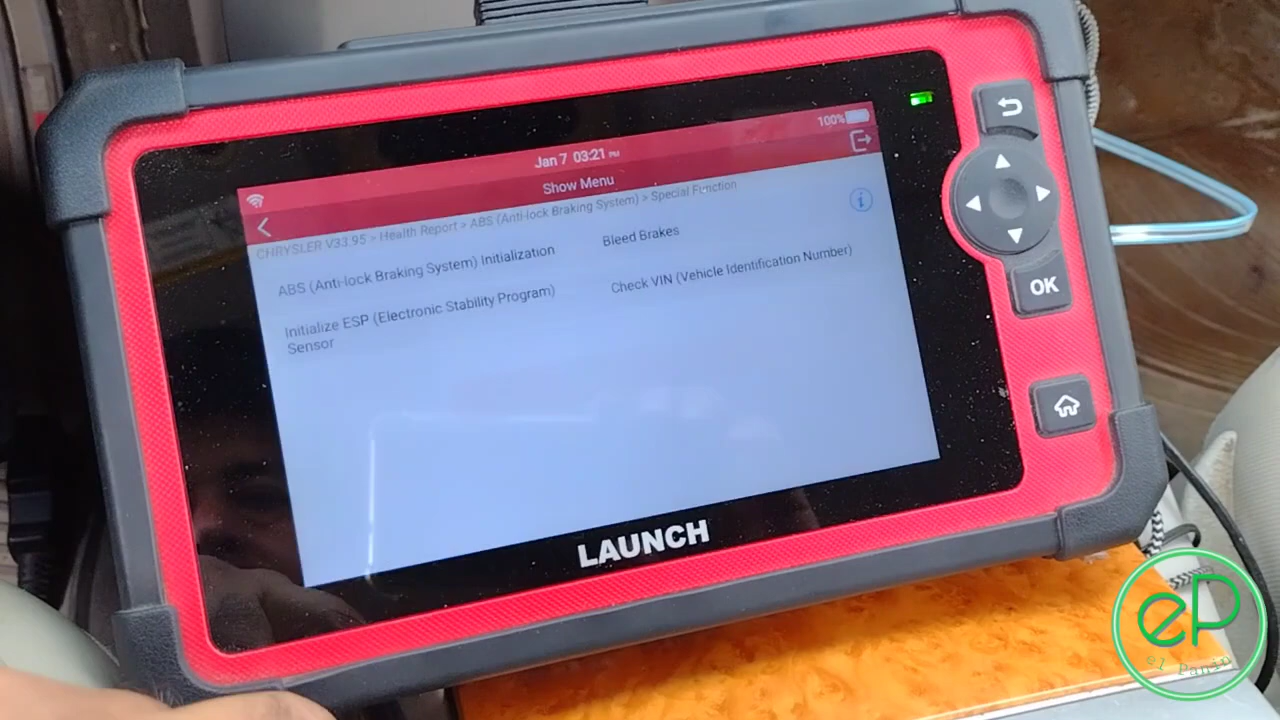 100%
Jan 7 03:21 PM
Show Menu
CHRYSLER V33.95 > Health Report > ABS (Anti-lock Braking System) > Special Function
ABS (Anti-lock Braking System) Initialization
Bleed Brakes
Initialize ESP (Electronic Stability Program)
Sensor
Check VIN (Vehicle Identification Number)
OK
LAUNCH
eP
el Panio